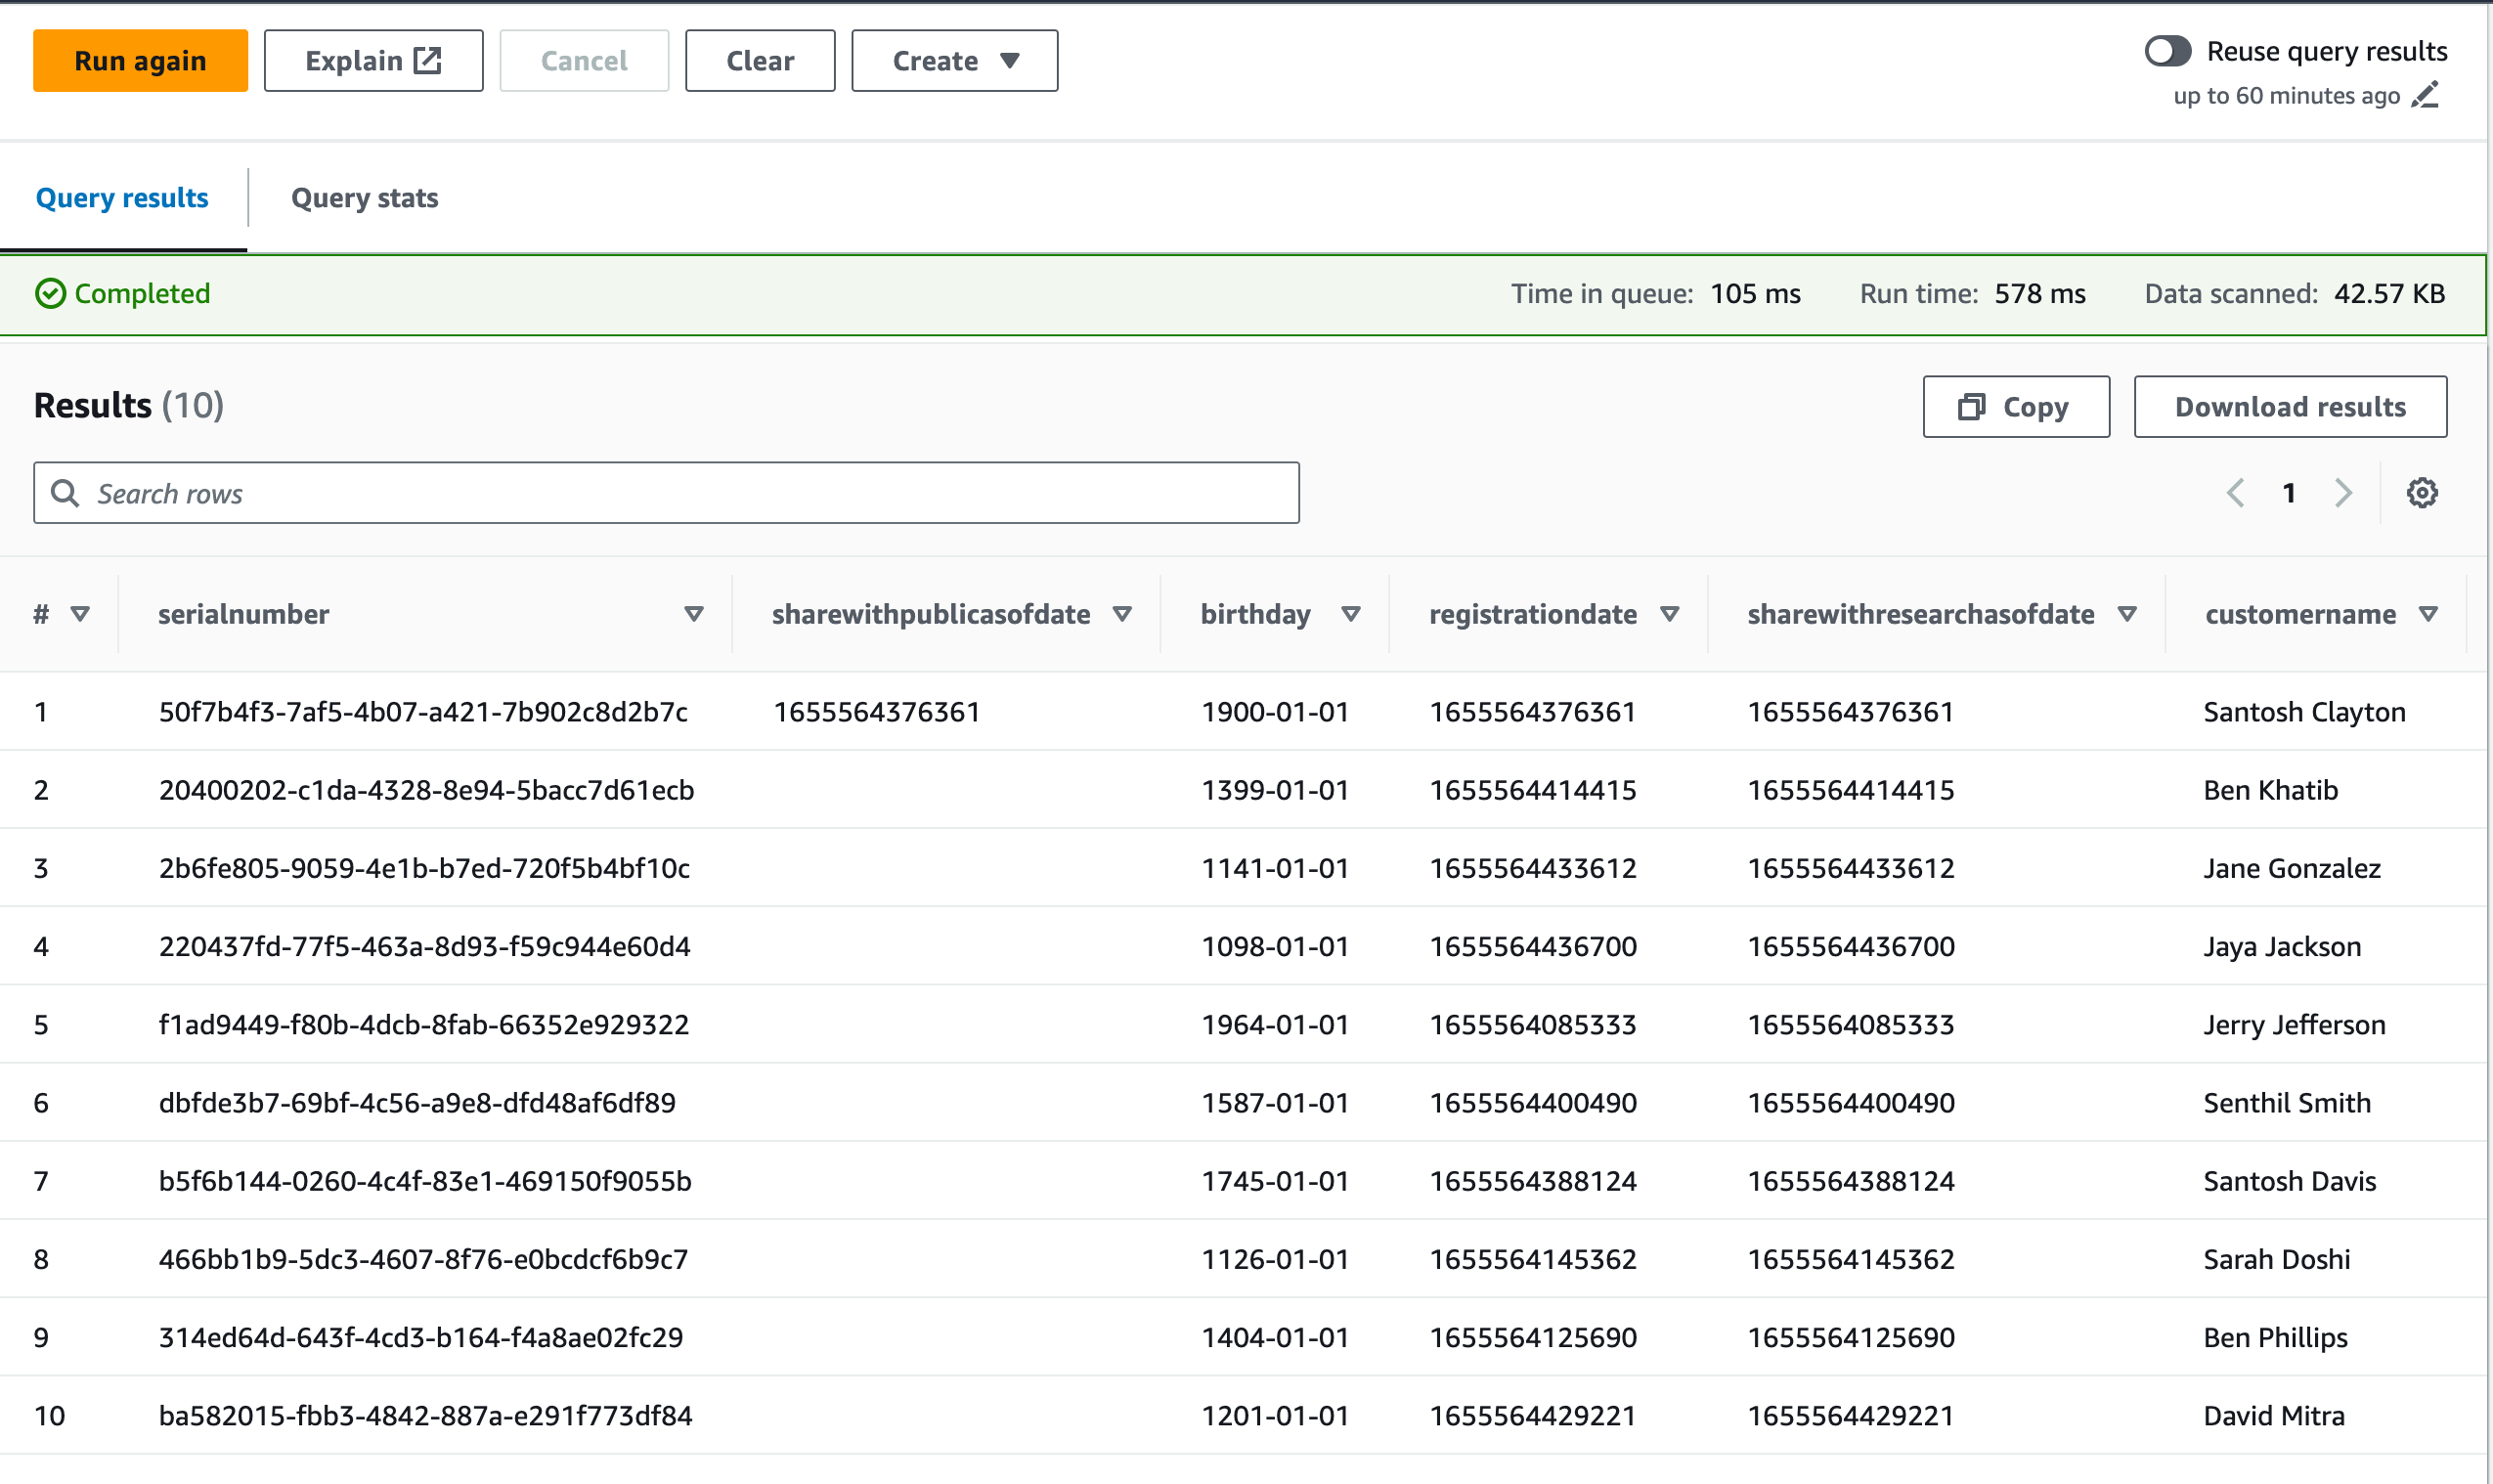 Run again Explain Cancel Clear Create Reuse query results
up to 60 minutes ago
Query results Query stats
Completed Time in queue: 105 ms Run time: 578 ms Data scanned: 42.57 KB
Results (10) Copy Download results
Search rows 1
# serialnumber sharewithpublicasofdate birthday registrationdate sharewithresearchasofdate customername
1 50f7b4f3-7af5-4b07-a421-7b902c8d2b7c 1655564376361 1900-01-01 1655564376361 1655564376361 Santosh Clayton
2 20400202-c1da-4328-8e94-5bacc7d61ecb 1399-01-01 1655564414415 1655564414415 Ben Khatib
3 2b6fe805-9059-4e1b-b7ed-720f5b4bf10c 1141-01-01 1655564433612 1655564433612 Jane Gonzalez
4 220437fd-77f5-463a-8d93-f59c944e60d4 1098-01-01 1655564436700 1655564436700 Jaya Jackson
5 f1ad9449-f80b-4dcb-8fab-66352e929322 1964-01-01 1655564085333 1655564085333 Jerry Jefferson
6 dbfde3b7-69bf-4c56-a9e8-dfd48af6df89 1587-01-01 1655564400490 1655564400490 Senthil Smith
7 b5f6b144-0260-4c4f-83e1-469150f9055b 1745-01-01 1655564388124 1655564388124 Santosh Davis
8 466bb1b9-5dc3-4607-8f76-e0bcdcf6b9c7 1126-01-01 1655564145362 1655564145362 Sarah Doshi
9 314ed64d-643f-4cd3-b164-f4a8ae02fc29 1404-01-01 1655564125690 1655564125690 Ben Phillips
10 ba582015-fbb3-4842-887a-e291f773df84 1201-01-01 1655564429221 1655564429221 David Mitra